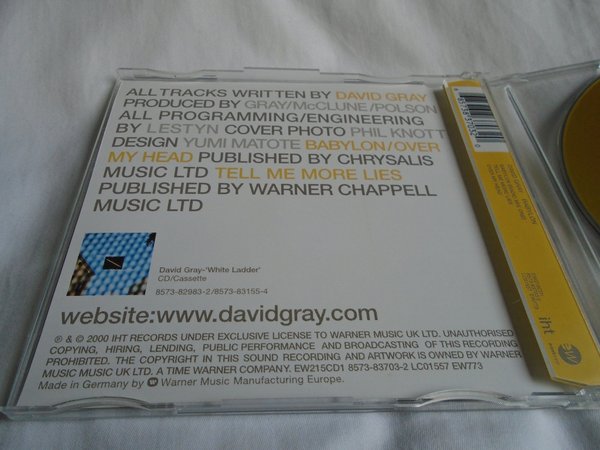 ALL TRACKS WRITTEN BY DAVID GRAY
PRODUCED BY GRAY/McCLUNE/POLSON
ALL PROGRAMMING/ENGINEERING
BY LESTYN COVER PHOTO PHIL KNOTT
DESIGN YUMI MATOTE BABYLON/OVER
MY HEAD PUBLISHED BY CHRYSALIS
MUSIC LTD TELL ME MORE LIES
PUBLISHED BY WARNER CHAPPELL
MUSIC LTD
David Gray-'White Ladder'
CD/Cassette
8573-82983-2/8573-83155-4
website:www.davidgray.com
℗ & © 2000 IHT RECORDS UNDER EXCLUSIVE LICENSE TO WARNER MUSIC UK LTD. UNAUTHORISED
COPYING, HIRING, LENDING, PUBLIC PERFORMANCE AND BROADCASTING OF THIS RECORDING
PROHIBITED. THE COPYRIGHT IN THIS SOUND RECORDING AND ARTWORK IS OWNED BY WARNER
MUSIC MUSIC UK LTD. A TIME WARNER COMPANY. EW215CD1 8573-83703-2 LC01557 EW773
Made in Germany by Warner Music Manufacturing Europe.
iht